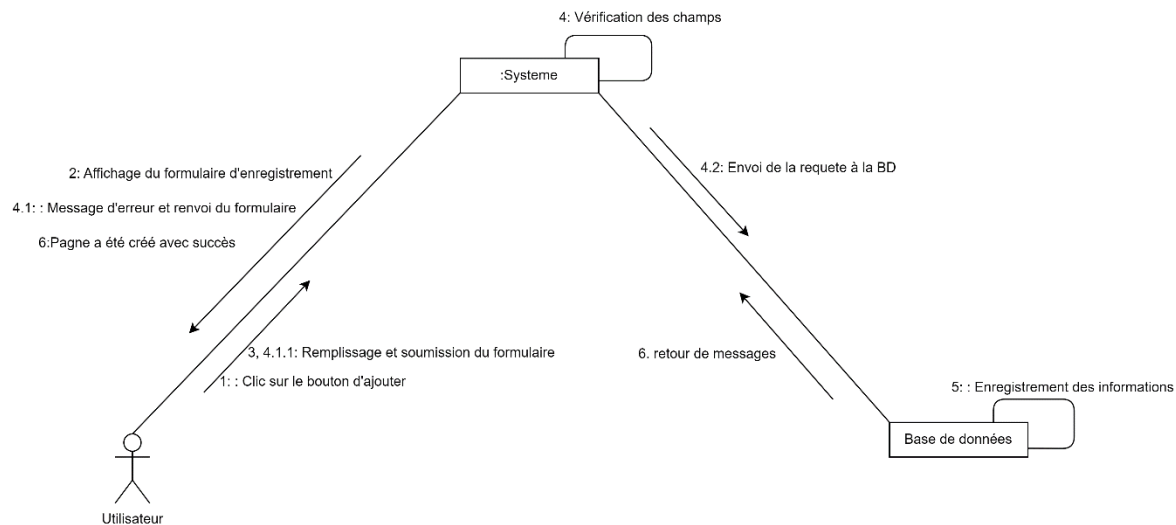 4: Vérification des champs
:Systeme
2: Affichage du formulaire d'enregistrement
4.2: Envoi de la requete à la BD
4.1: : Message d'erreur et renvoi du formulaire
6:Pagne a été créé avec succès
3, 4.1.1: Remplissage et soumission du formulaire
6. retour de messages
1: : Clic sur le bouton d'ajouter
5: : Enregistrement des informations
Base de données
Utilisateur